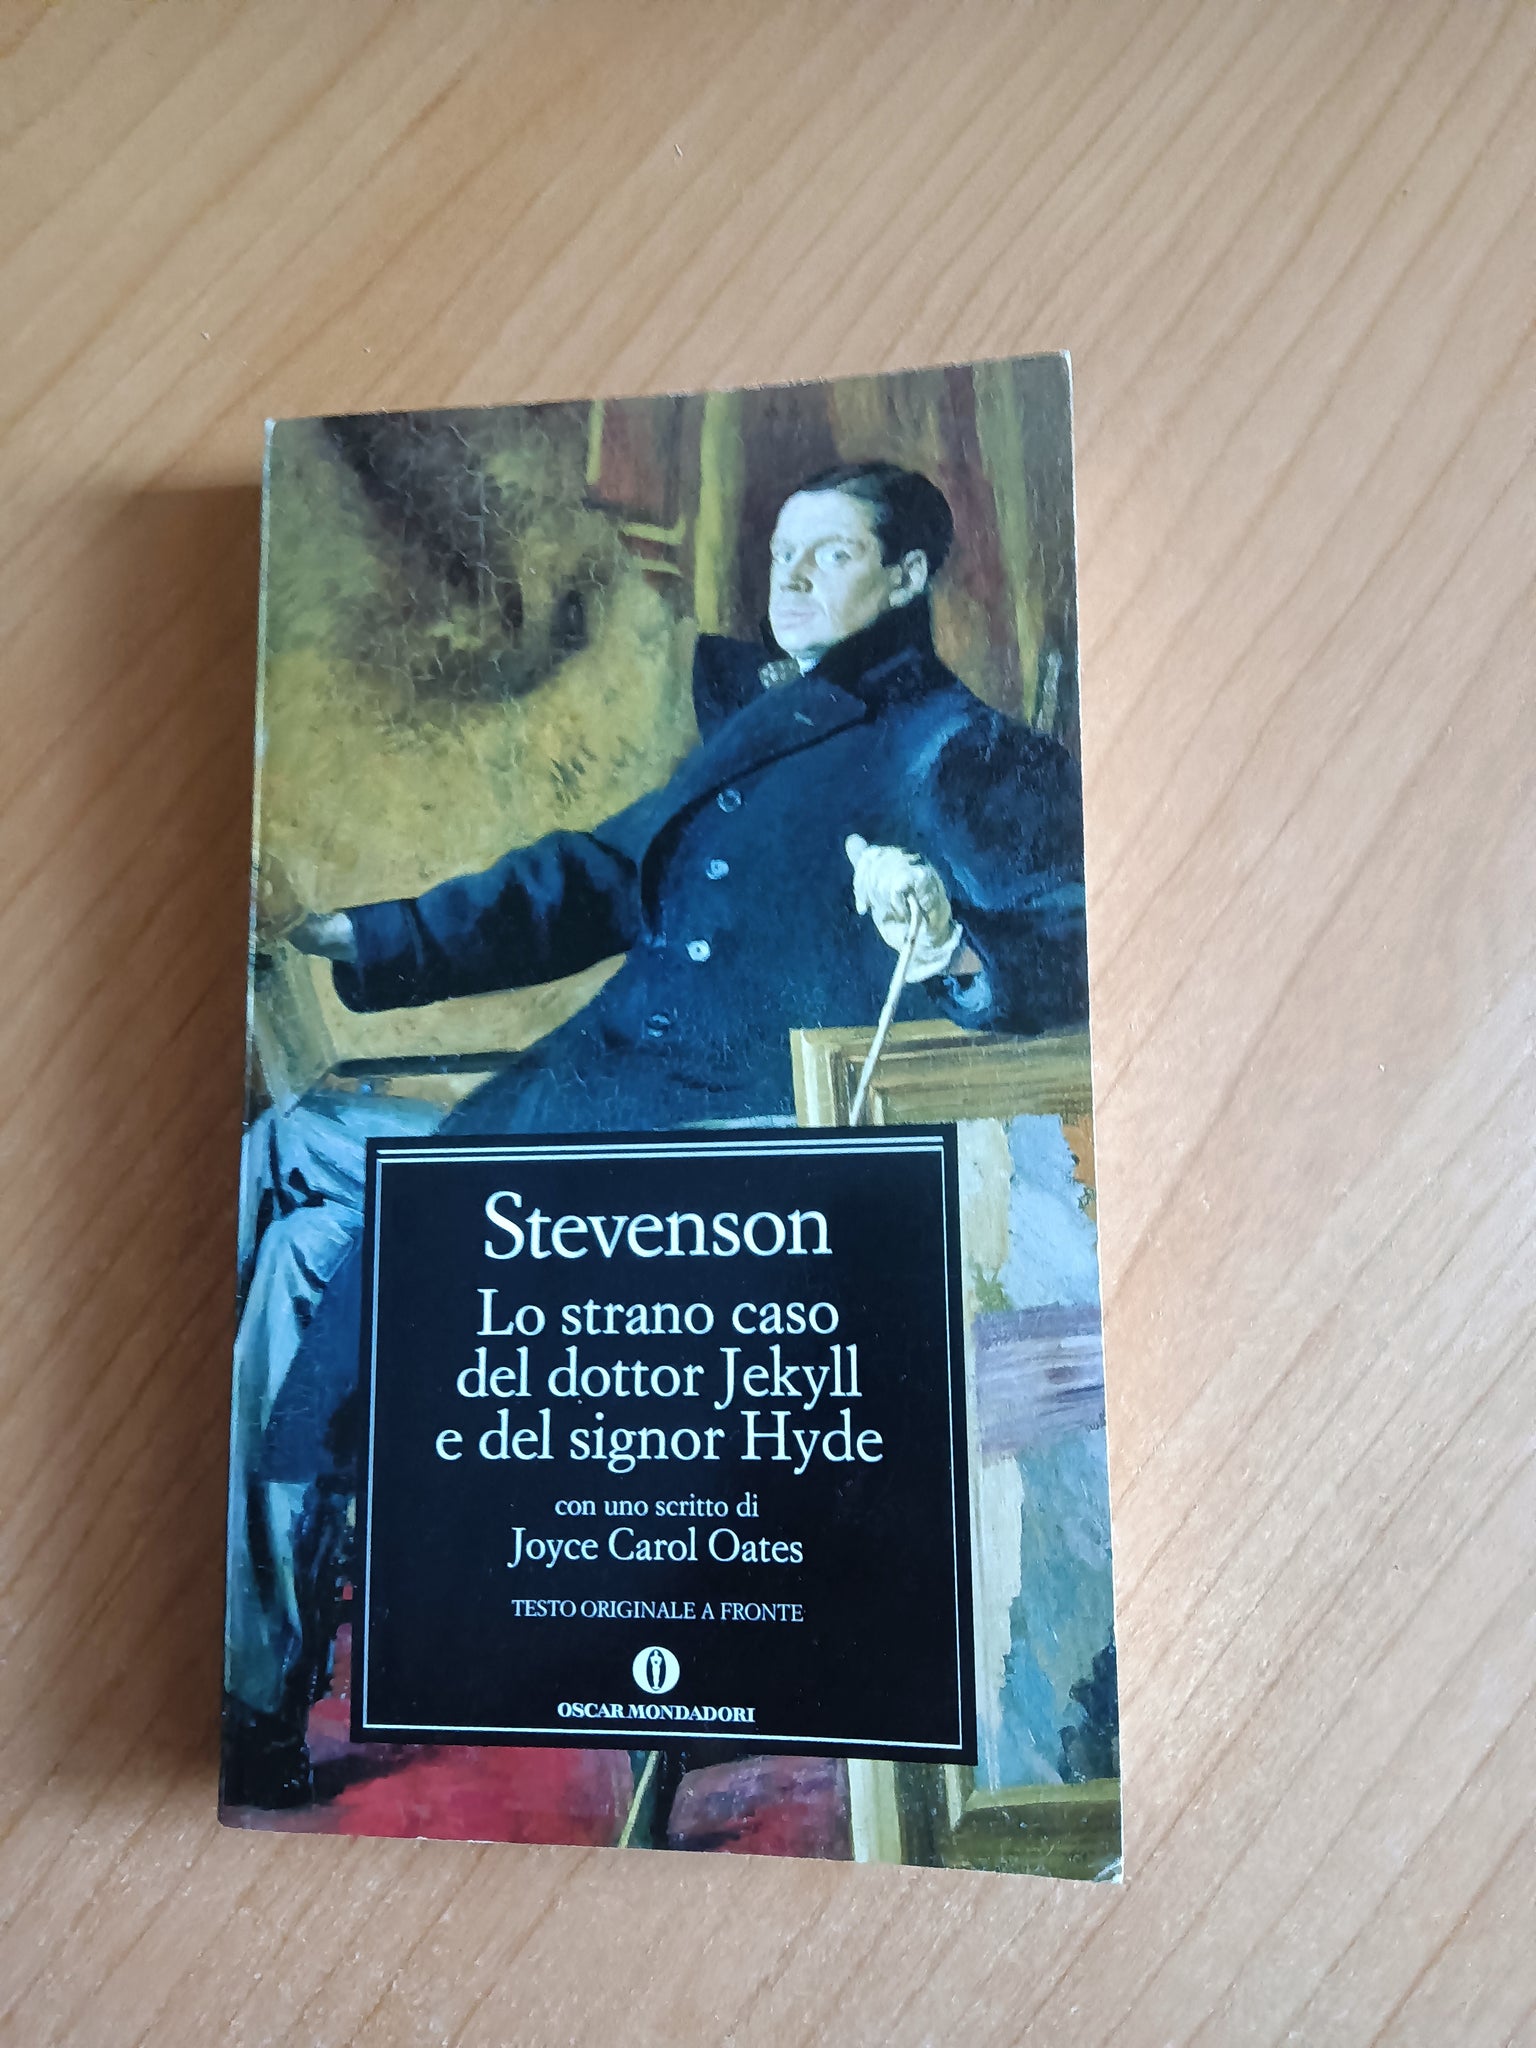 Stevenson
Lo strano caso
del dottor Jekyll
e del signor Hyde
con uno scritto di
Joyce Carol Oates
TESTO ORIGINALE A FRONTE
OSCAR MONDADORI